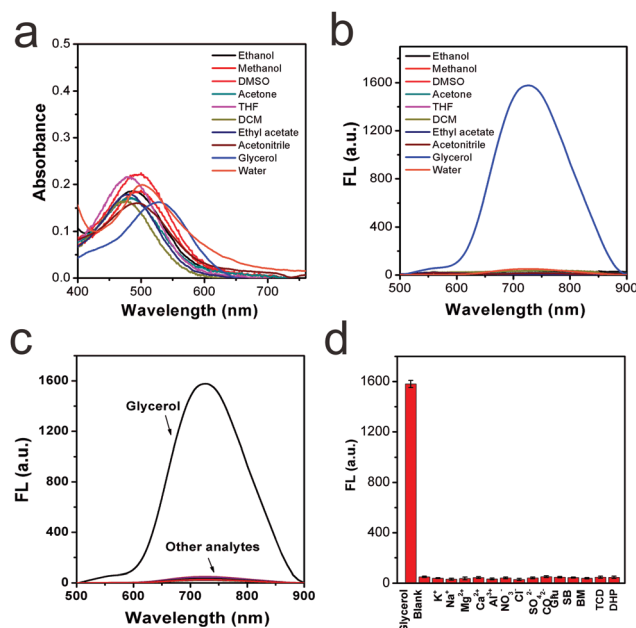 a
0.5
0.4
0.3
0.2
0.1
0.0
Absorbance
400 500 600 700
Wavelength (nm)
Ethanol
Methanol
DMSO
Acetone
THF
DCM
Ethyl acetate
Acetonitrile
Glycerol
Water
b
1600
1200
800
400
0
FL (a.u.)
500 600 700 800 900
Wavelength (nm)
Ethanol
Methanol
DMSO
Acetone
THF
DCM
Ethyl acetate
Acetonitrile
Glycerol
Water
c
1600
1200
800
400
0
FL (a.u.)
500 600 700 800 900
Wavelength (nm)
Glycerol
Other analytes
d
1600
1200
800
400
0
FL (a.u.)
Glycerol
Blank
K⁺
Na⁺
Mg²⁺
Ca²⁺
Al³⁺
NO₃⁻
Cl⁻
SO₄²⁻
CO₃²⁻
Glu
SB
BM
TCD
DHP